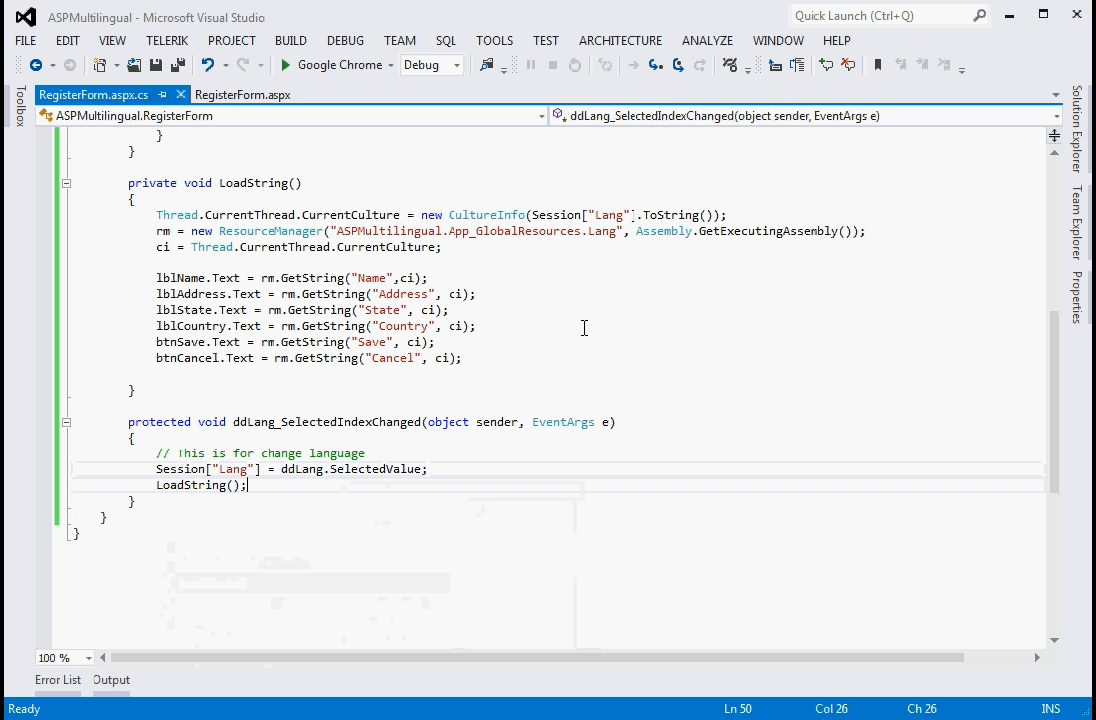 ASPMultilingual - Microsoft Visual Studio
Quick Launch (Ctrl+Q)
FILE EDIT VIEW TELERIK PROJECT BUILD DEBUG TEAM SQL TOOLS TEST ARCHITECTURE ANALYZE WINDOW HELP
Google Chrome Debug
RegisterForm.aspx.cs RegisterForm.aspx
ASPMultilingual.RegisterForm ddLang_SelectedIndexChanged(object sender, EventArgs e)
Toolbox
Solution Explorer
Team Explorer
Properties
}
}
private void LoadString()
{
Thread.CurrentThread.CurrentCulture = new CultureInfo(Session["Lang"].ToString());
rm = new ResourceManager("ASPMultilingual.App_GlobalResources.Lang", Assembly.GetExecutingAssembly());
ci = Thread.CurrentThread.CurrentCulture;
lblName.Text = rm.GetString("Name",ci);
lblAddress.Text = rm.GetString("Address", ci);
lblState.Text = rm.GetString("State", ci);
lblCountry.Text = rm.GetString("Country", ci);
btnSave.Text = rm.GetString("Save", ci);
btnCancel.Text = rm.GetString("Cancel", ci);
}
protected void ddLang_SelectedIndexChanged(object sender, EventArgs e)
{
// This is for change language
Session["Lang"] = ddLang.SelectedValue;
LoadString();
}
}
}
100 %
Error List Output
Ready Ln 50 Col 26 Ch 26 INS